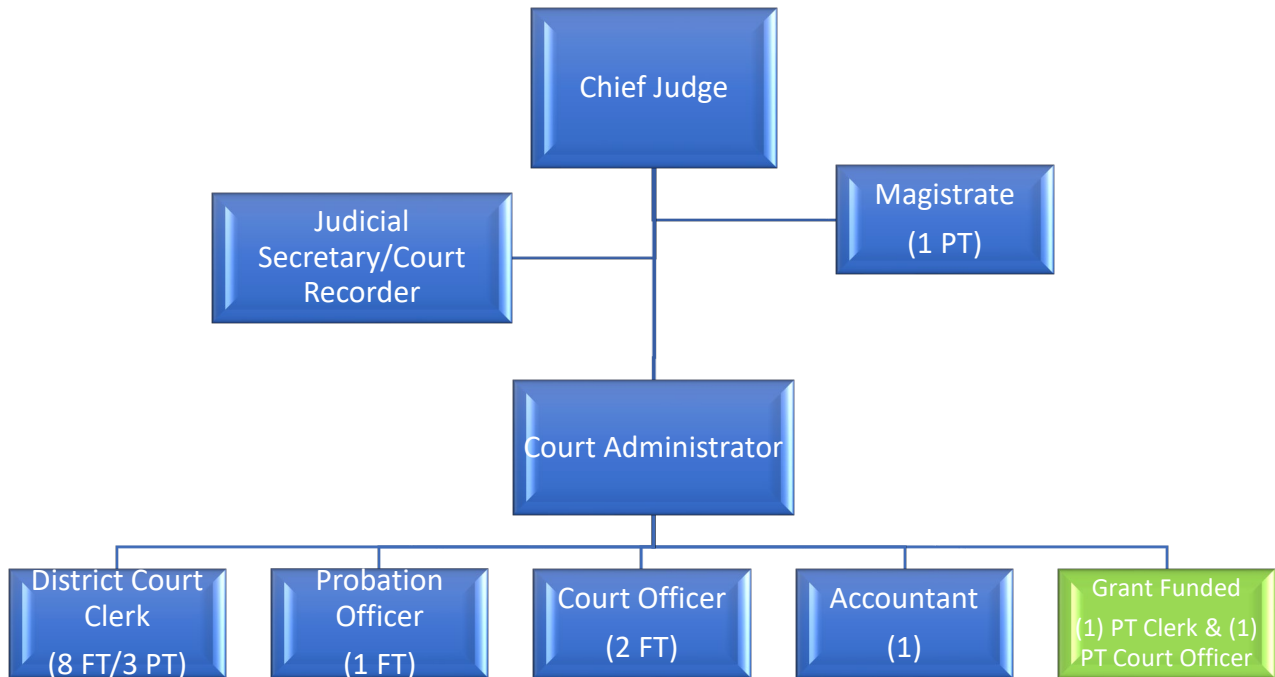 Chief Judge
Magistrate
(1 PT)
Judicial
Secretary/Court
Recorder
Court Administrator
District Court
Clerk
(8 FT/3 PT)
Probation
Officer
(1 FT)
Court Officer
(2 FT)
Accountant
(1)
Grant Funded
(1) PT Clerk & (1)
PT Court Officer